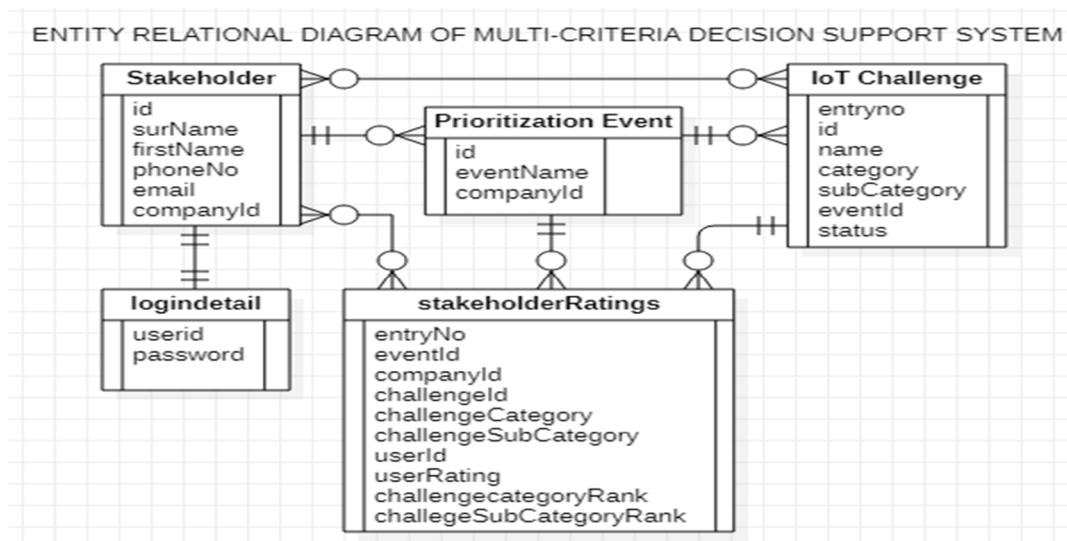 ENTITY RELATIONAL DIAGRAM OF MULTI-CRITERIA DECISION SUPPORT SYSTEM
Stakeholder
id
surName
firstName
phoneNo
email
companyId
Prioritization Event
id
eventName
companyId
IoT Challenge
entryno
id
name
category
subCategory
eventId
status
logindetail
userid
password
stakeholderRatings
entryNo
eventId
companyId
challengeId
challengeCategory
challengeSubCategory
userId
userRating
challengecategoryRank
challegeSubCategoryRank